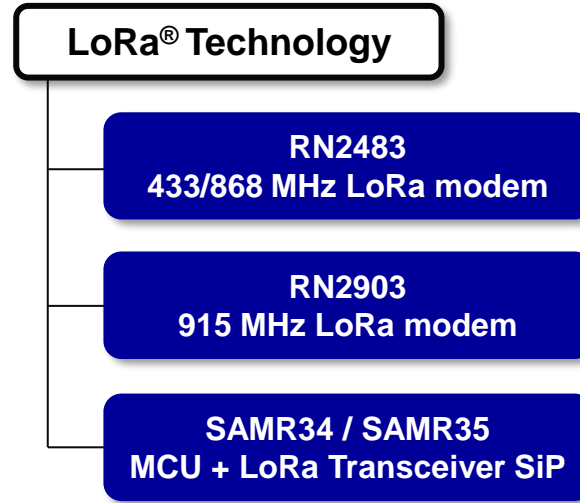 LoRa® Technology
RN2483
433/868 MHz LoRa modem
RN2903
915 MHz LoRa modem
SAMR34 / SAMR35
MCU + LoRa Transceiver SiP